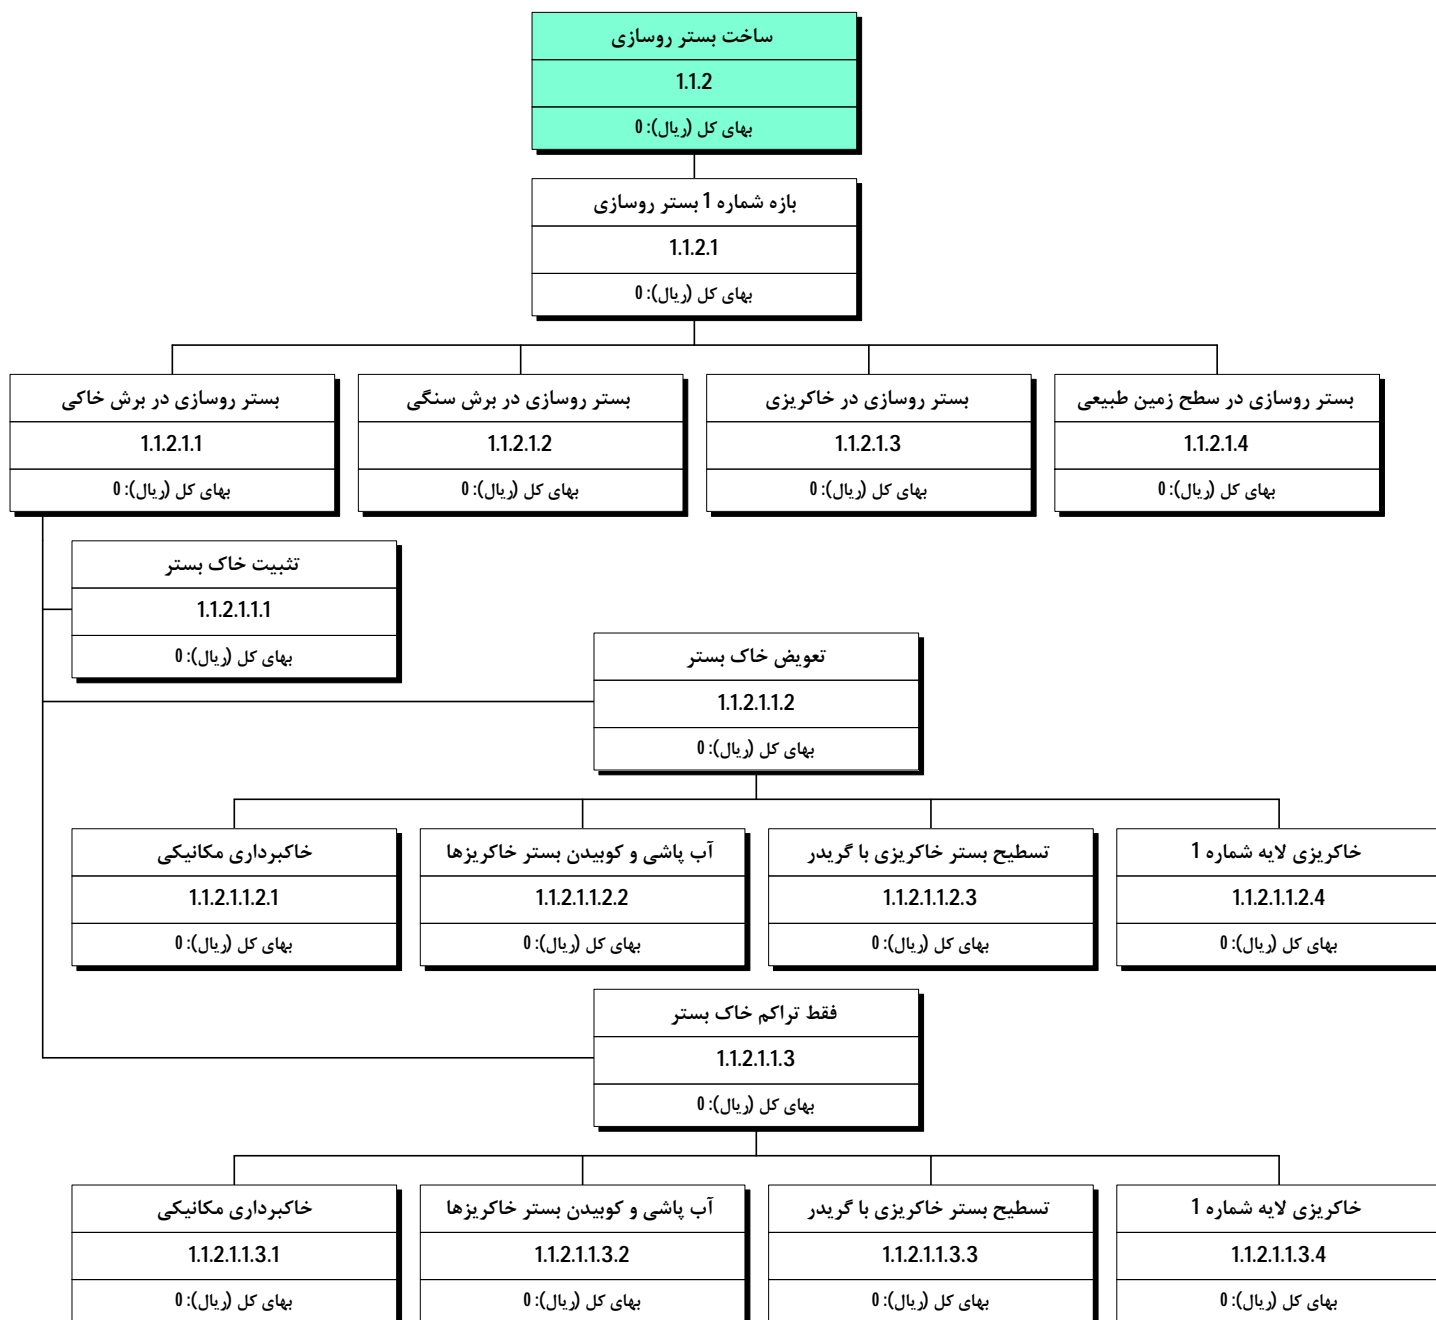 ساخت بستر روسازی
1.1.2
بهای کل (ریال): 0
بازه شماره 1 بستر روسازی
1.1.2.1
بهای کل (ریال): 0
بستر روسازی در برش خاکی
1.1.2.1.1
بهای کل (ریال): 0
بستر روسازی در برش سنگی
1.1.2.1.2
بهای کل (ریال): 0
بستر روسازی در خاکریزی
1.1.2.1.3
بهای کل (ریال): 0
بستر روسازی در سطح زمین طبیعی
1.1.2.1.4
بهای کل (ریال): 0
تثبیت خاک بستر
1.1.2.1.1.1
بهای کل (ریال): 0
تعویض خاک بستر
1.1.2.1.1.2
بهای کل (ریال): 0
خاکبرداری مکانیکی
1.1.2.1.1.2.1
بهای کل (ریال): 0
آب پاشی و کوبیدن بستر خاکریزها
1.1.2.1.1.2.2
بهای کل (ریال): 0
تسطیح بستر خاکریزی با گریدر
1.1.2.1.1.2.3
بهای کل (ریال): 0
خاکریزی لایه شماره 1
1.1.2.1.1.2.4
بهای کل (ریال): 0
فقط تراکم خاک بستر
1.1.2.1.1.3
بهای کل (ریال): 0
خاکبرداری مکانیکی
1.1.2.1.1.3.1
بهای کل (ریال): 0
آب پاشی و کوبیدن بستر خاکریزها
1.1.2.1.1.3.2
بهای کل (ریال): 0
تسطیح بستر خاکریزی با گریدر
1.1.2.1.1.3.3
بهای کل (ریال): 0
خاکریزی لایه شماره 1
1.1.2.1.1.3.4
بهای کل (ریال): 0